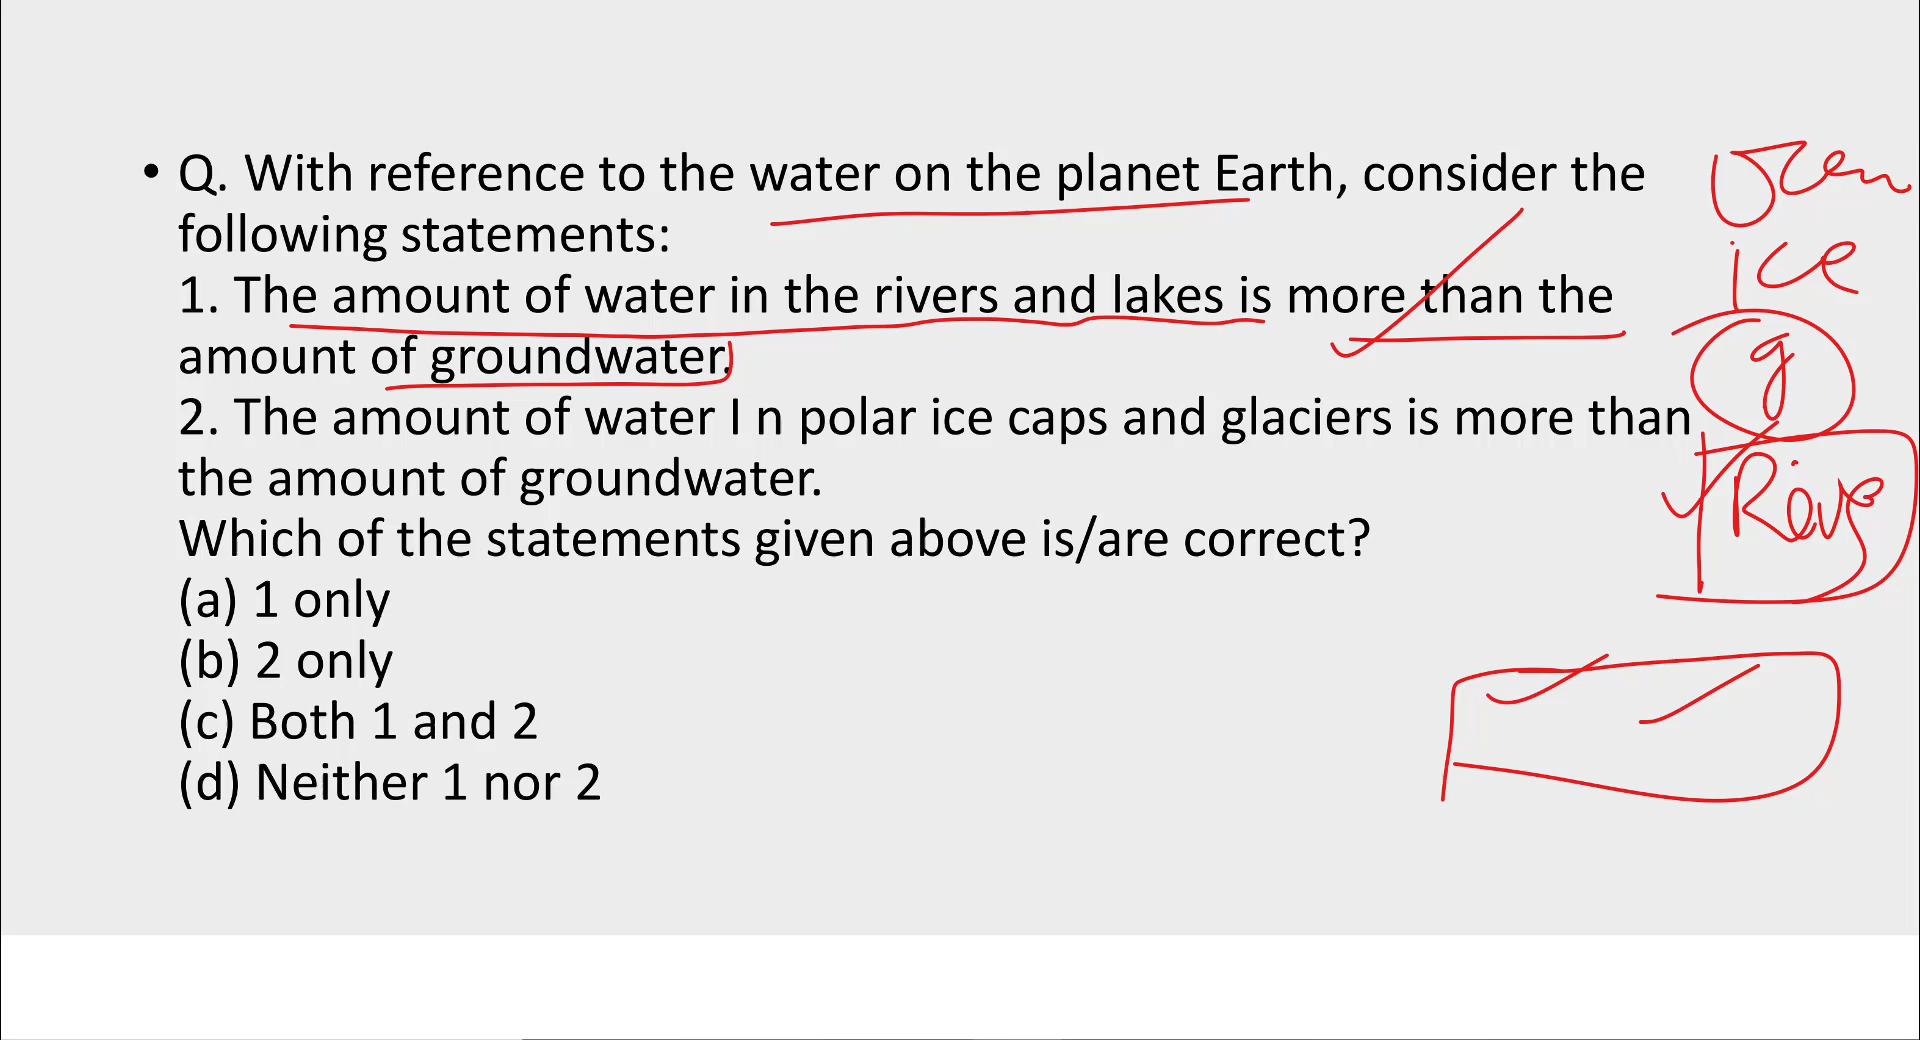 • Q. With reference to the water on the planet Earth, consider the
following statements:
1. The amount of water in the rivers and lakes is more than the
amount of groundwater.
2. The amount of water I n polar ice caps and glaciers is more than
the amount of groundwater.
Which of the statements given above is/are correct?
(a) 1 only
(b) 2 only
(c) Both 1 and 2
(d) Neither 1 nor 2
ice
g